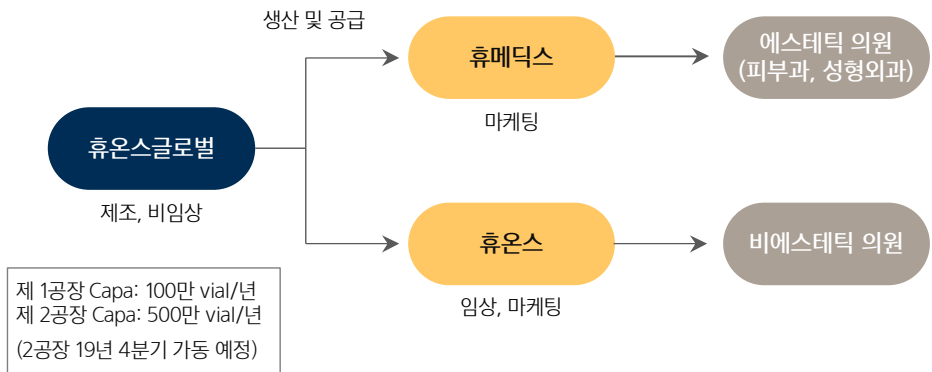 생산 및 공급
휴메딕스
마케팅
에스테틱 의원
(피부과, 성형외과)
휴온스글로벌
제조, 비임상
휴온스
임상, 마케팅
비에스테틱 의원
제 1공장 Capa: 100만 vial/년
제 2공장 Capa: 500만 vial/년
(2공장 19년 4분기 가동 예정)